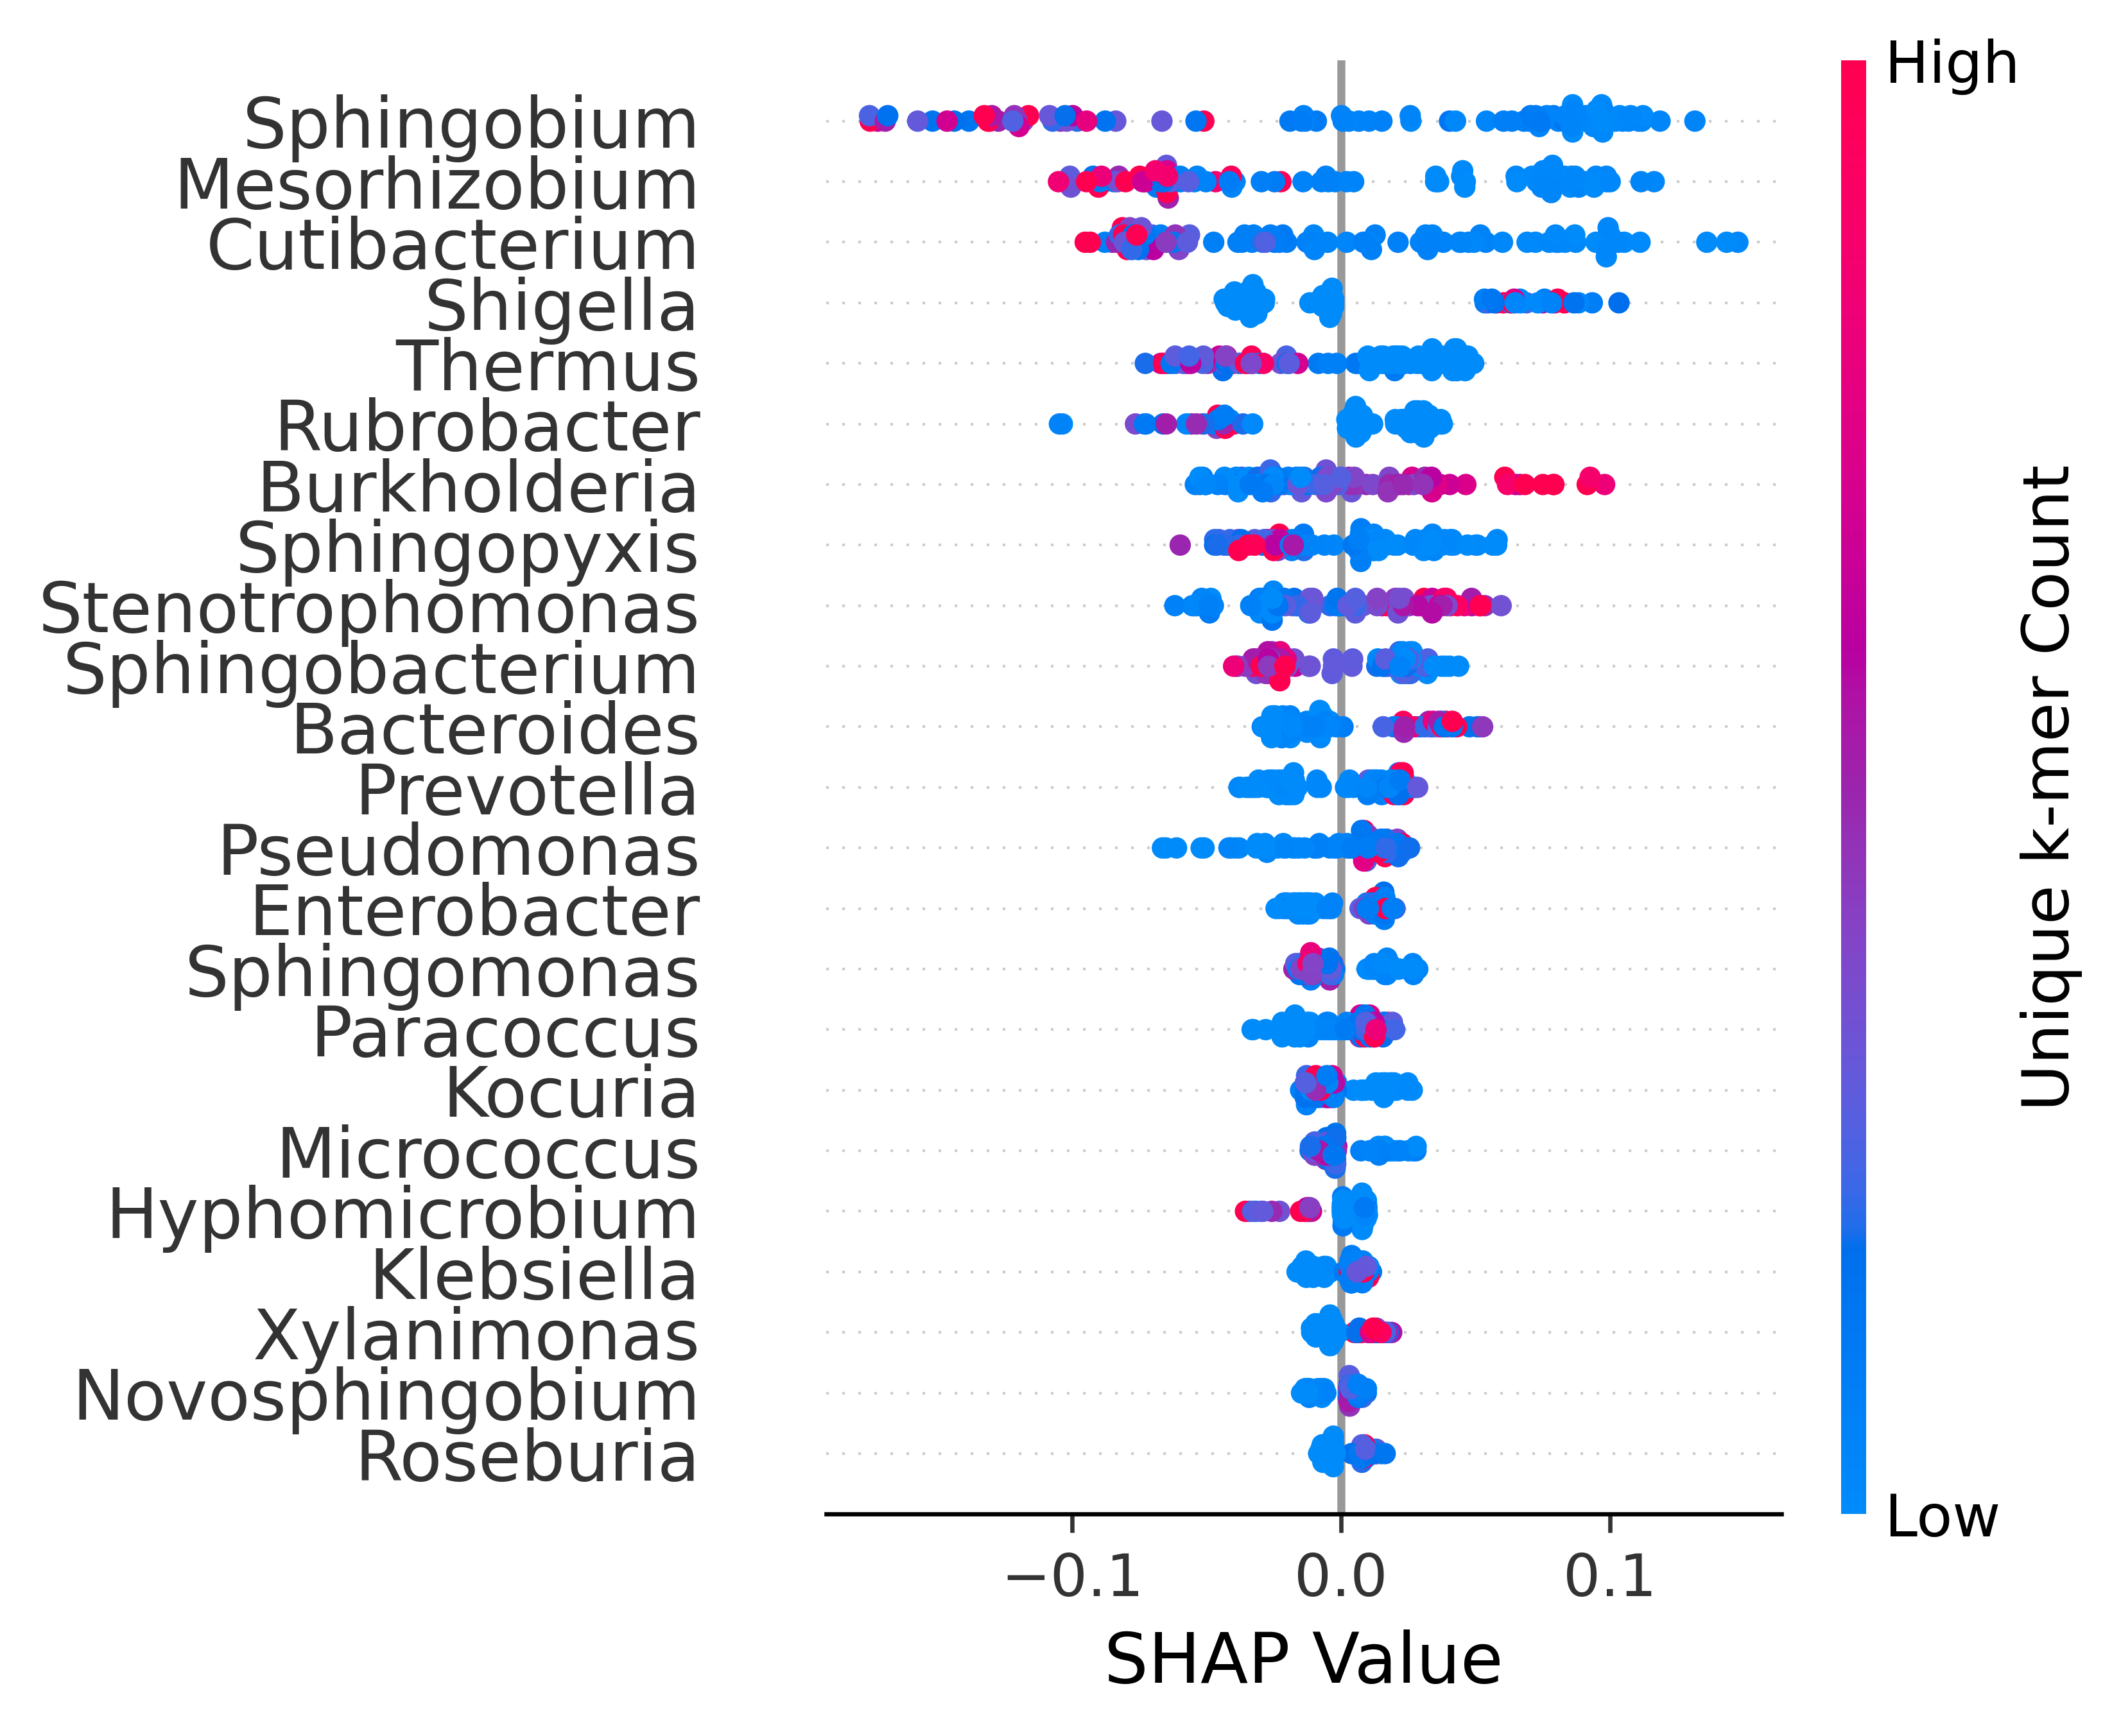 High
Sphingobium
Mesorhizobium
Cutibacterium
Shigella
Thermus
Rubrobacter
Burkholderia
Sphingopyxis
Stenotrophomonas
Sphingobacterium
Bacteroides
Prevotella
Pseudomonas
Enterobacter
Sphingomonas
Paracoccus
Kocuria
Micrococcus
Hyphomicrobium
Klebsiella
Xylanimonas
Novosphingobium
Roseburia
Unique k-mer Count
Low
−0.1 0.0 0.1
SHAP Value